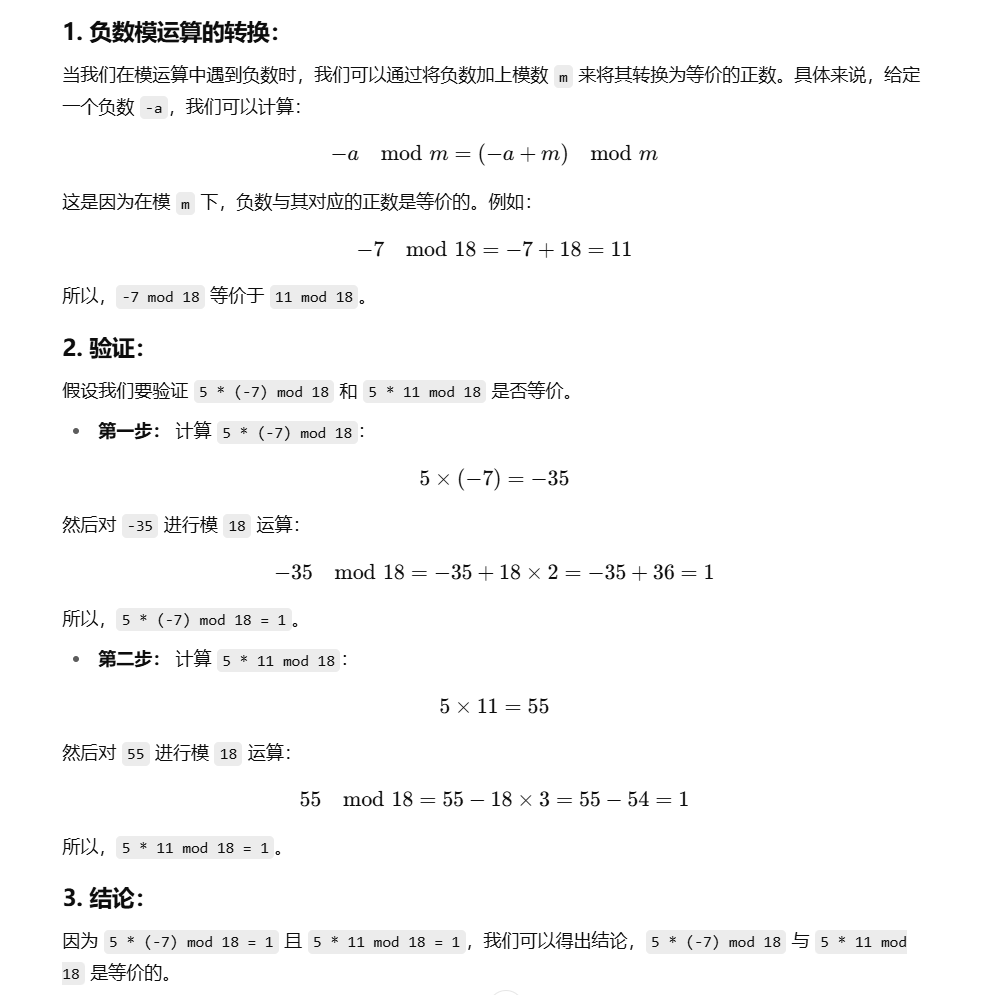 1. 负数模运算的转换：
当我们在模运算中遇到负数时，我们可以通过将负数加上模数 m 来将其转换为等价的正数。具体来说，给定
一个负数 -a，我们可以计算：
−a mod m = (−a + m) mod m
这是因为在模 m 下，负数与其对应的正数是等价的。例如：
−7 mod 18 = −7 + 18 = 11
所以，-7 mod 18 等价于 11 mod 18。
2. 验证：
假设我们要验证 5 * (-7) mod 18 和 5 * 11 mod 18 是否等价。
• 第一步： 计算 5 * (-7) mod 18：
5 × (−7) = −35
然后对 -35 进行模 18 运算：
−35 mod 18 = −35 + 18 × 2 = −35 + 36 = 1
所以，5 * (-7) mod 18 = 1。
• 第二步： 计算 5 * 11 mod 18：
5 × 11 = 55
然后对 55 进行模 18 运算：
55 mod 18 = 55 − 18 × 3 = 55 − 54 = 1
所以，5 * 11 mod 18 = 1。
3. 结论：
因为 5 * (-7) mod 18 = 1 且 5 * 11 mod 18 = 1，我们可以得出结论，5 * (-7) mod 18 与 5 * 11 mod
18 是等价的。